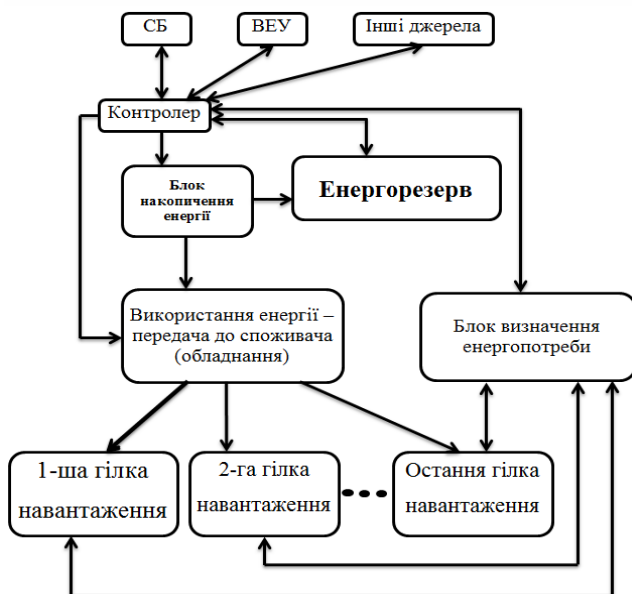 СБ
ВЕУ
Інші джерела
Контролер
Блок
накопичення
енергії
Енергорезерв
Використання енергії –
передача до споживача
(обладнання)
Блок визначення
енергопотреби
1-ша гілка
навантаження
2-га гілка
навантаження
Остання гілка
навантаження